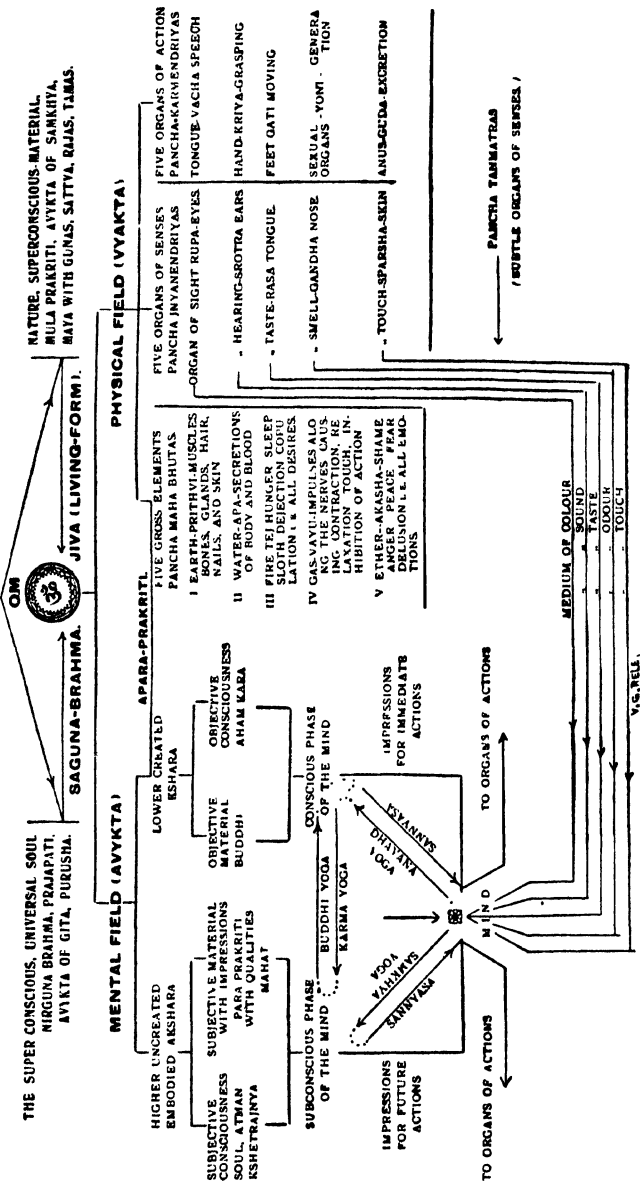 OM
ॐ
THE SUPER CONSCIOUS, UNIVERSAL SOUL
NIRGUNA BRAHMA, PRAJAPATI,
AVYKTA OF GITA, PURUSHA.
NATURE, SUPERCONSCIOUS-MATERIAL,
MULA PRAKRITI, AVYKTA OF SAMKHYA,
MAYA WITH GUNAS, SATTVA, RAJAS, TAMAS.
SAGUNA-BRAHMA.
JIVA (LIVING-FORM).
MENTAL FIELD (AVYKTA)
PHYSICAL FIELD (VYAKTA)
APARA-PRAKRITI.
HIGHER UNCREATED
EMBODIED AKSHARA
LOWER CREATED
KSHARA
SUBJECTIVE
CONSCIOUSNESS
SOUL, ATMAN
KSHETRAJNYA
SUBJECTIVE MATERIAL
WITH IMPRESSIONS
PARA PRAKRITI
WITH QUALITIES
MAHAT
OBJECTIVE
MATERIAL
BUDDHI
OBJECTIVE
CONSCIOUSNESS
AHAM KARA
SUBCONSCIOUS PHASE
OF THE MIND
CONSCIOUS PHASE
OF THE MIND
BUDDHI YOGA
KARMA YOGA
IMPRESSIONS
FOR FUTURE
ACTIONS
IMPRESSIONS
FOR IMMEDIATE
ACTIONS
SAMKHYA
YOGA
SANNYASA
DHAYANA
YOGA
SANNYASA
MIND
TO ORGANS OF ACTIONS
TO ORGANS OF ACTIONS
FIVE GROSS ELEMENTS
PANCHA MAHA BHUTAS.
I EARTH-PRITHVI-MUSCLES
BONES, GLANDS, HAIR,
NAILS, AND SKIN
II WATER-APA-SECRETIONS
OF BODY AND BLOOD
III FIRE TEJ HUNGER SLEEP
SLOTH DEJECTION COPU
LATION I E ALL DESIRES.
IV GAS-VAYU-IMPULSES ALO
NG THE NERVES CAUS-
ING CONTRACTION, RE
LAXATION TOUCH, IN-
HIBITION OF ACTION
V ETHER--AKASHA-SHAME
ANGER PEACE FEAR
DELUSION I.E ALL EMO-
TIONS.
FIVE ORGANS OF SENSES
PANCHA JNYANENDRIYAS
ORGAN OF SIGHT RUPA-EYES
" HEARING-SROTRA EARS
" TASTE-RASA TONGUE.
" SMELL-GANDHA NOSE
" TOUCH-SPARSHA-SKIN
FIVE ORGANS OF ACTION
PANCHA-KARMENDRIYAS
TONGUE-VACHA SPEECH
HAND-KRIYA-GRASPING
FEET GATI MOVING
SEXUAL -YONI - GENERA
ORGANS TION
ANUS-GUDA-EXCRETION
PANCHA TANMATRAS
(SUBTLE ORGANS OF SENSES)
MEDIUM OF COLOUR
" SOUND
" TASTE
" ODOUR
" TOUCH
V.G.RELE.